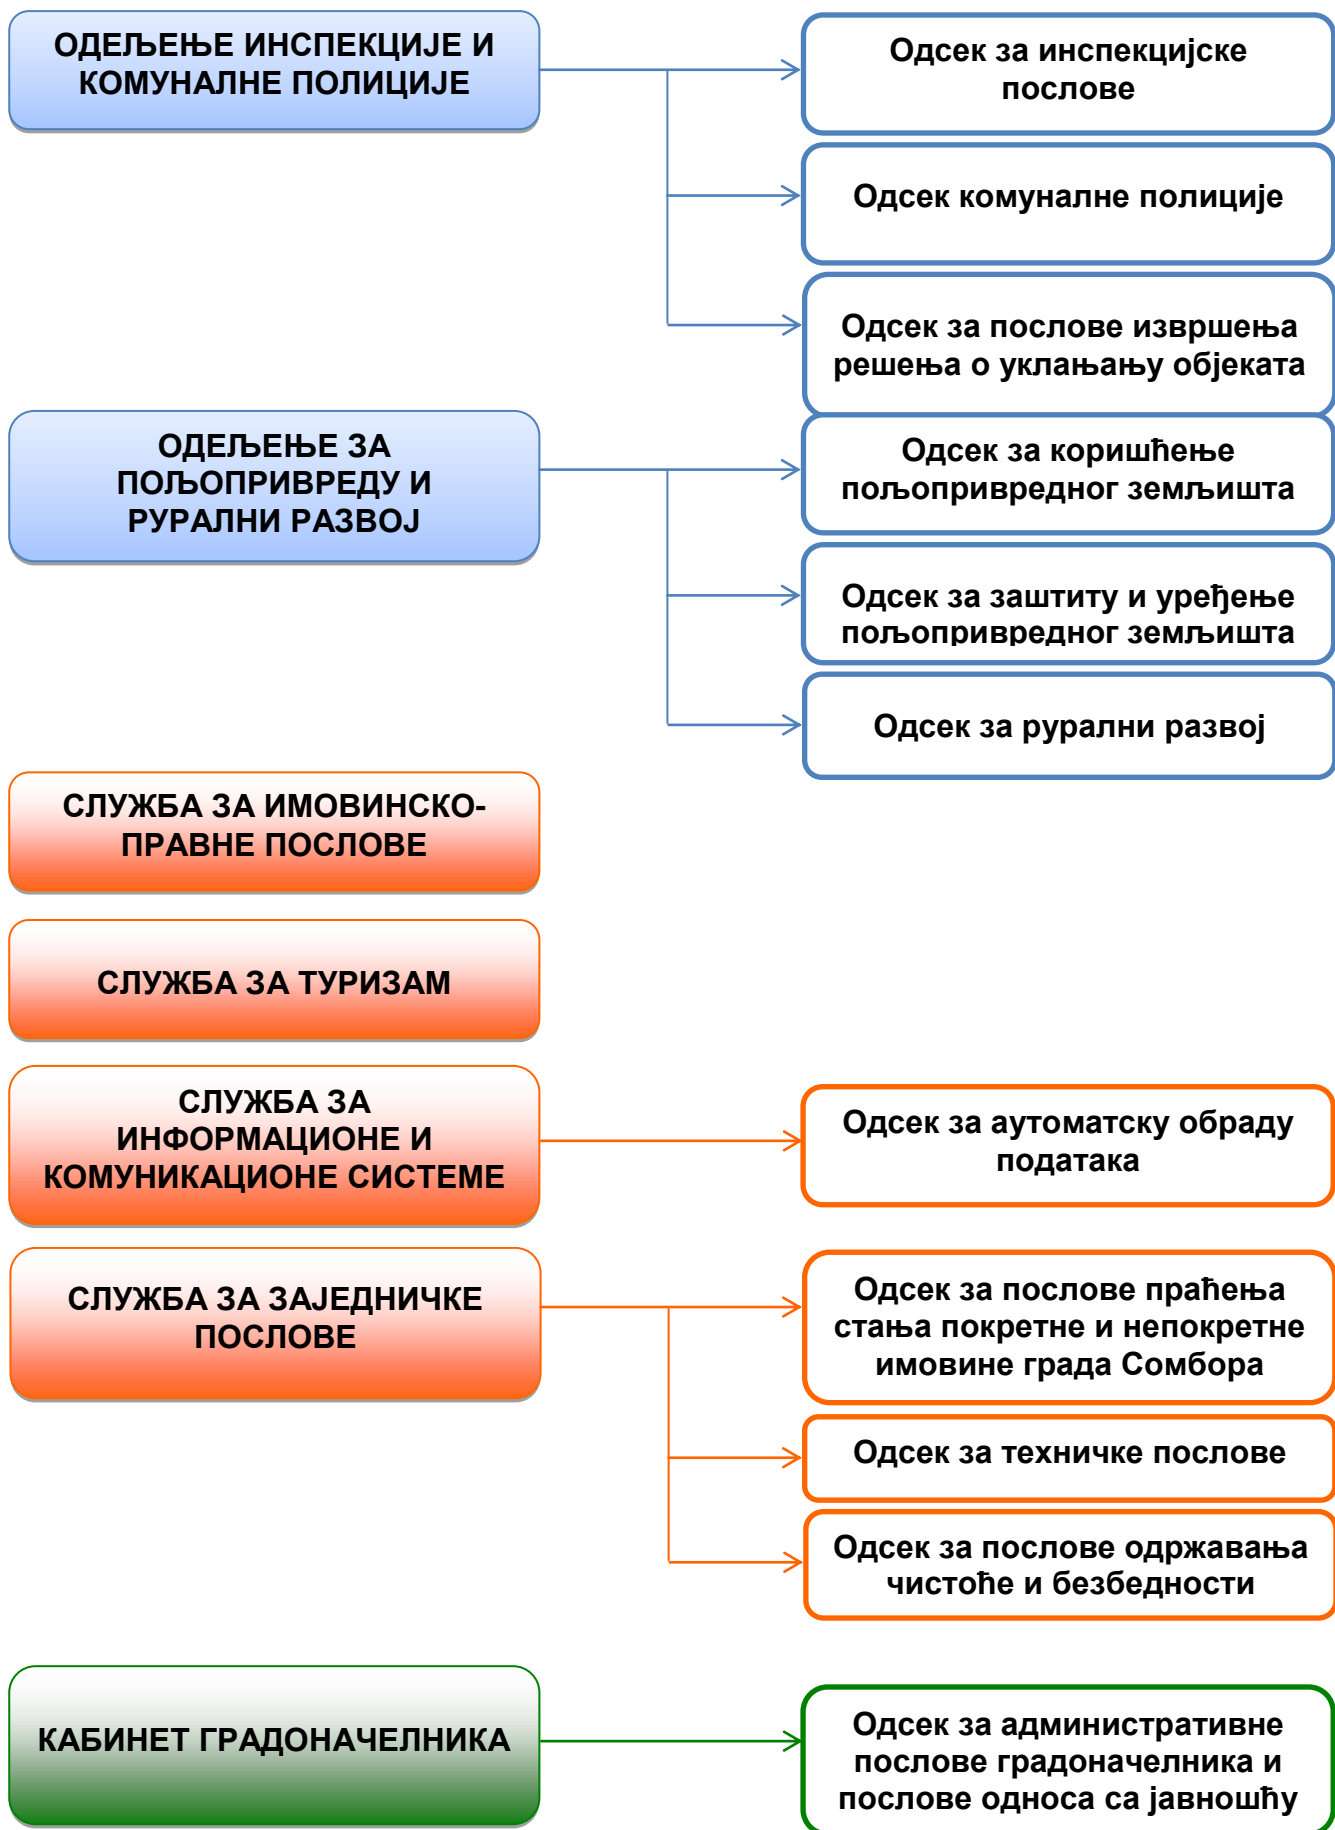 ОДЕЉЕЊЕ ИНСПЕКЦИЈЕ И
КОМУНАЛНЕ ПОЛИЦИЈЕ
Одсек за инспекцијске
послове
Одсек комуналне полиције
Одсек за послове извршења
решења о уклањању објеката
ОДЕЉЕЊЕ ЗА
ПОЉОПРИВРЕДУ И
РУРАЛНИ РАЗВОЈ
Одсек за коришћење
пољопривредног земљишта
Одсек за заштиту и уређење
пољопривредног земљишта
Одсек за рурални развој
СЛУЖБА ЗА ИМОВИНСКО-
ПРАВНЕ ПОСЛОВЕ
СЛУЖБА ЗА ТУРИЗАМ
СЛУЖБА ЗА
ИНФОРМАЦИОНЕ И
КОМУНИКАЦИОНЕ СИСТЕМЕ
Одсек за аутоматску обраду
података
СЛУЖБА ЗА ЗАЈЕДНИЧКЕ
ПОСЛОВЕ
Одсек за послове праћења
стања покретне и непокретне
имовине града Сомбора
Одсек за техничке послове
Одсек за послове одржавања
чистоће и безбедности
КАБИНЕТ ГРАДОНАЧЕЛНИКА
Одсек за административне
послове градоначелника и
послове односа са јавношћу